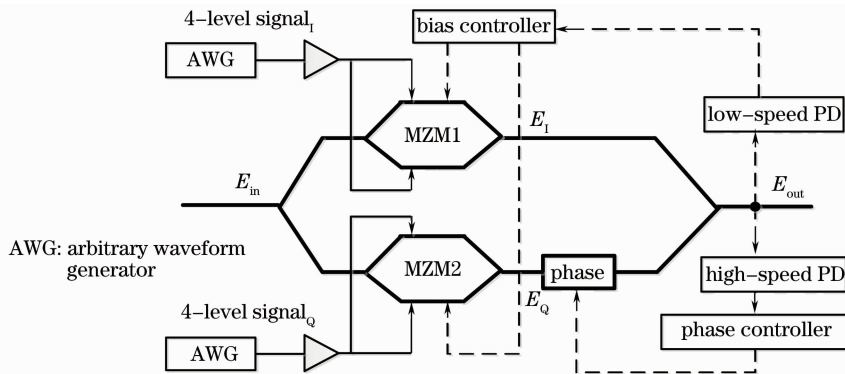 4-level signal_I
bias controller
AWG
low-speed PD
MZM1
E_I
E_in
E_out
AWG: arbitrary waveform
generator
MZM2
phase
high-speed PD
E_Q
4-level signal_Q
phase controller
AWG